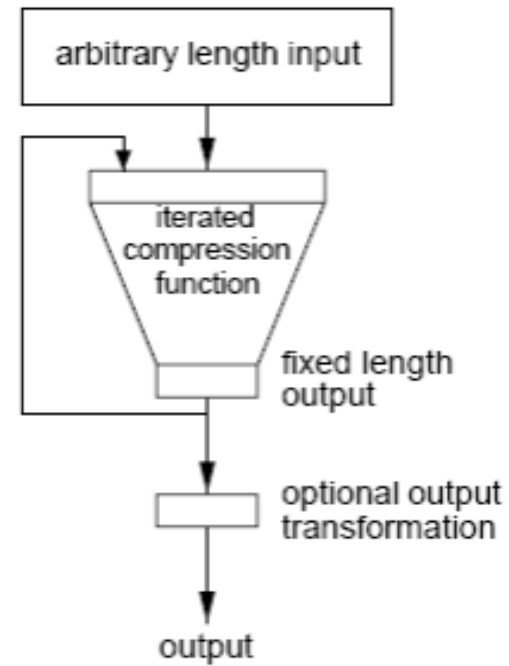 arbitrary length input
iterated
compression
function
fixed length
output
optional output
transformation
output